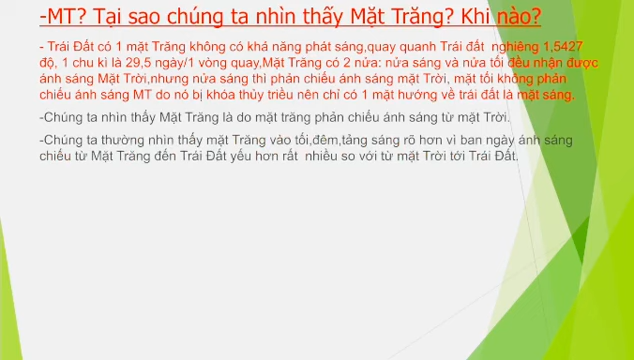 -MT? Tại sao chúng ta nhìn thấy Mặt Trăng? Khi nào?
- Trái Đất có 1 mặt Trăng không có khả năng phát sáng,quay quanh Trái đất nghiêng 1,5427
độ, 1 chu kì là 29,5 ngày/1 vòng quay,Mặt Trăng có 2 nửa: nửa sáng và nửa tối đều nhận được
ánh sáng Mặt Trời,nhưng nửa sáng thì phản chiếu ánh sáng mặt Trời, mặt tối không phản
chiếu ánh sáng MT do nó bị khóa thủy triều nên chỉ có 1 mặt hướng về trái đất là mặt sáng.
-Chúng ta nhìn thấy Mặt Trăng là do mặt trăng phản chiếu ánh sáng từ mặt Trời.
-Chúng ta thường nhìn thấy mặt Trăng vào tối,đêm,tảng sáng rõ hơn vì ban ngày ánh sáng
chiếu từ Mặt Trăng đến Trái Đất yếu hơn rất nhiều so với từ mặt Trời tới Trái Đất.